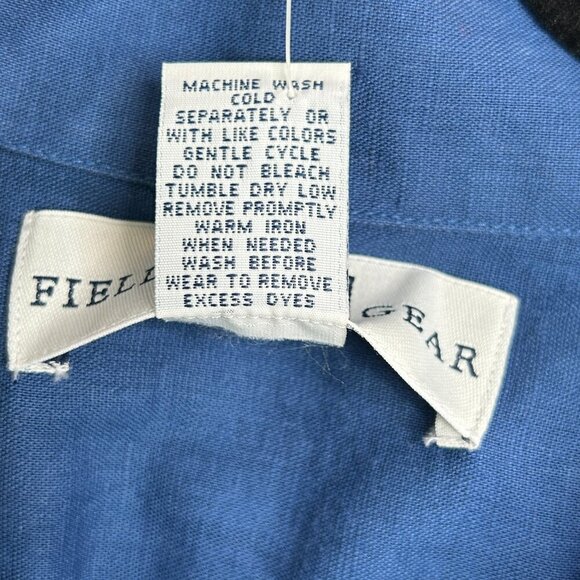 MACHINE WASH
COLD
SEPARATELY OR
WITH LIKE COLORS
GENTLE CYCLE
DO NOT BLEACH
TUMBLE DRY LOW
REMOVE PROMPTLY
WARM IRON
WHEN NEEDED
WASH BEFORE
WEAR TO REMOVE
EXCESS DYES
GEAR